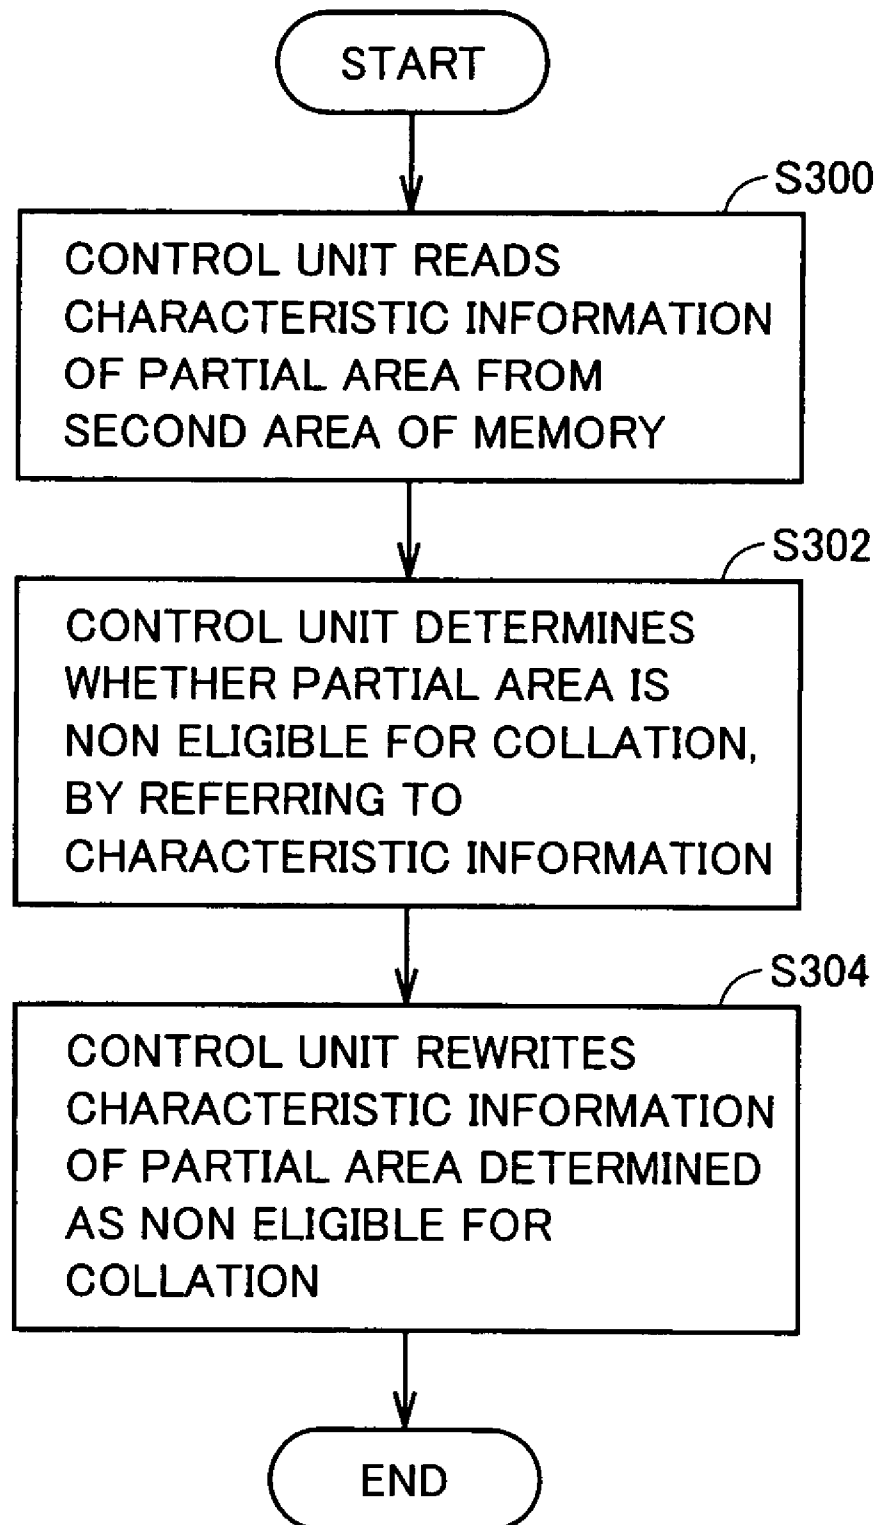 START
S300
CONTROL UNIT READS
CHARACTERISTIC INFORMATION
OF PARTIAL AREA FROM
SECOND AREA OF MEMORY
S302
CONTROL UNIT DETERMINES
WHETHER PARTIAL AREA IS
NON ELIGIBLE FOR COLLATION,
BY REFERRING TO
CHARACTERISTIC INFORMATION
S304
CONTROL UNIT REWRITES
CHARACTERISTIC INFORMATION
OF PARTIAL AREA DETERMINED
AS NON ELIGIBLE FOR
COLLATION
END